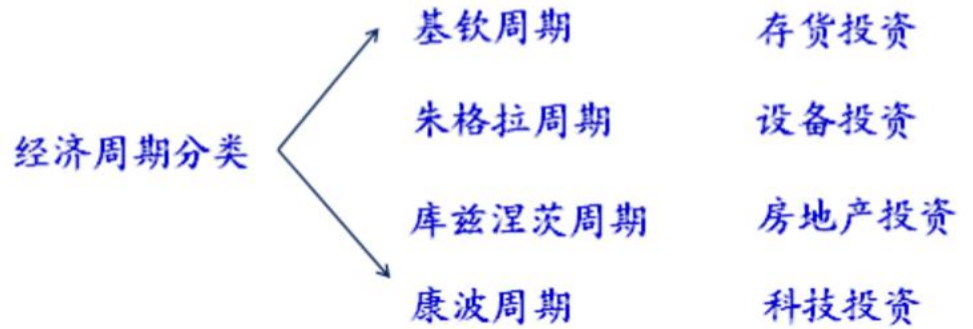 基钦周期 存货投资
朱格拉周期 设备投资
经济周期分类
库兹涅茨周期 房地产投资
康波周期 科技投资